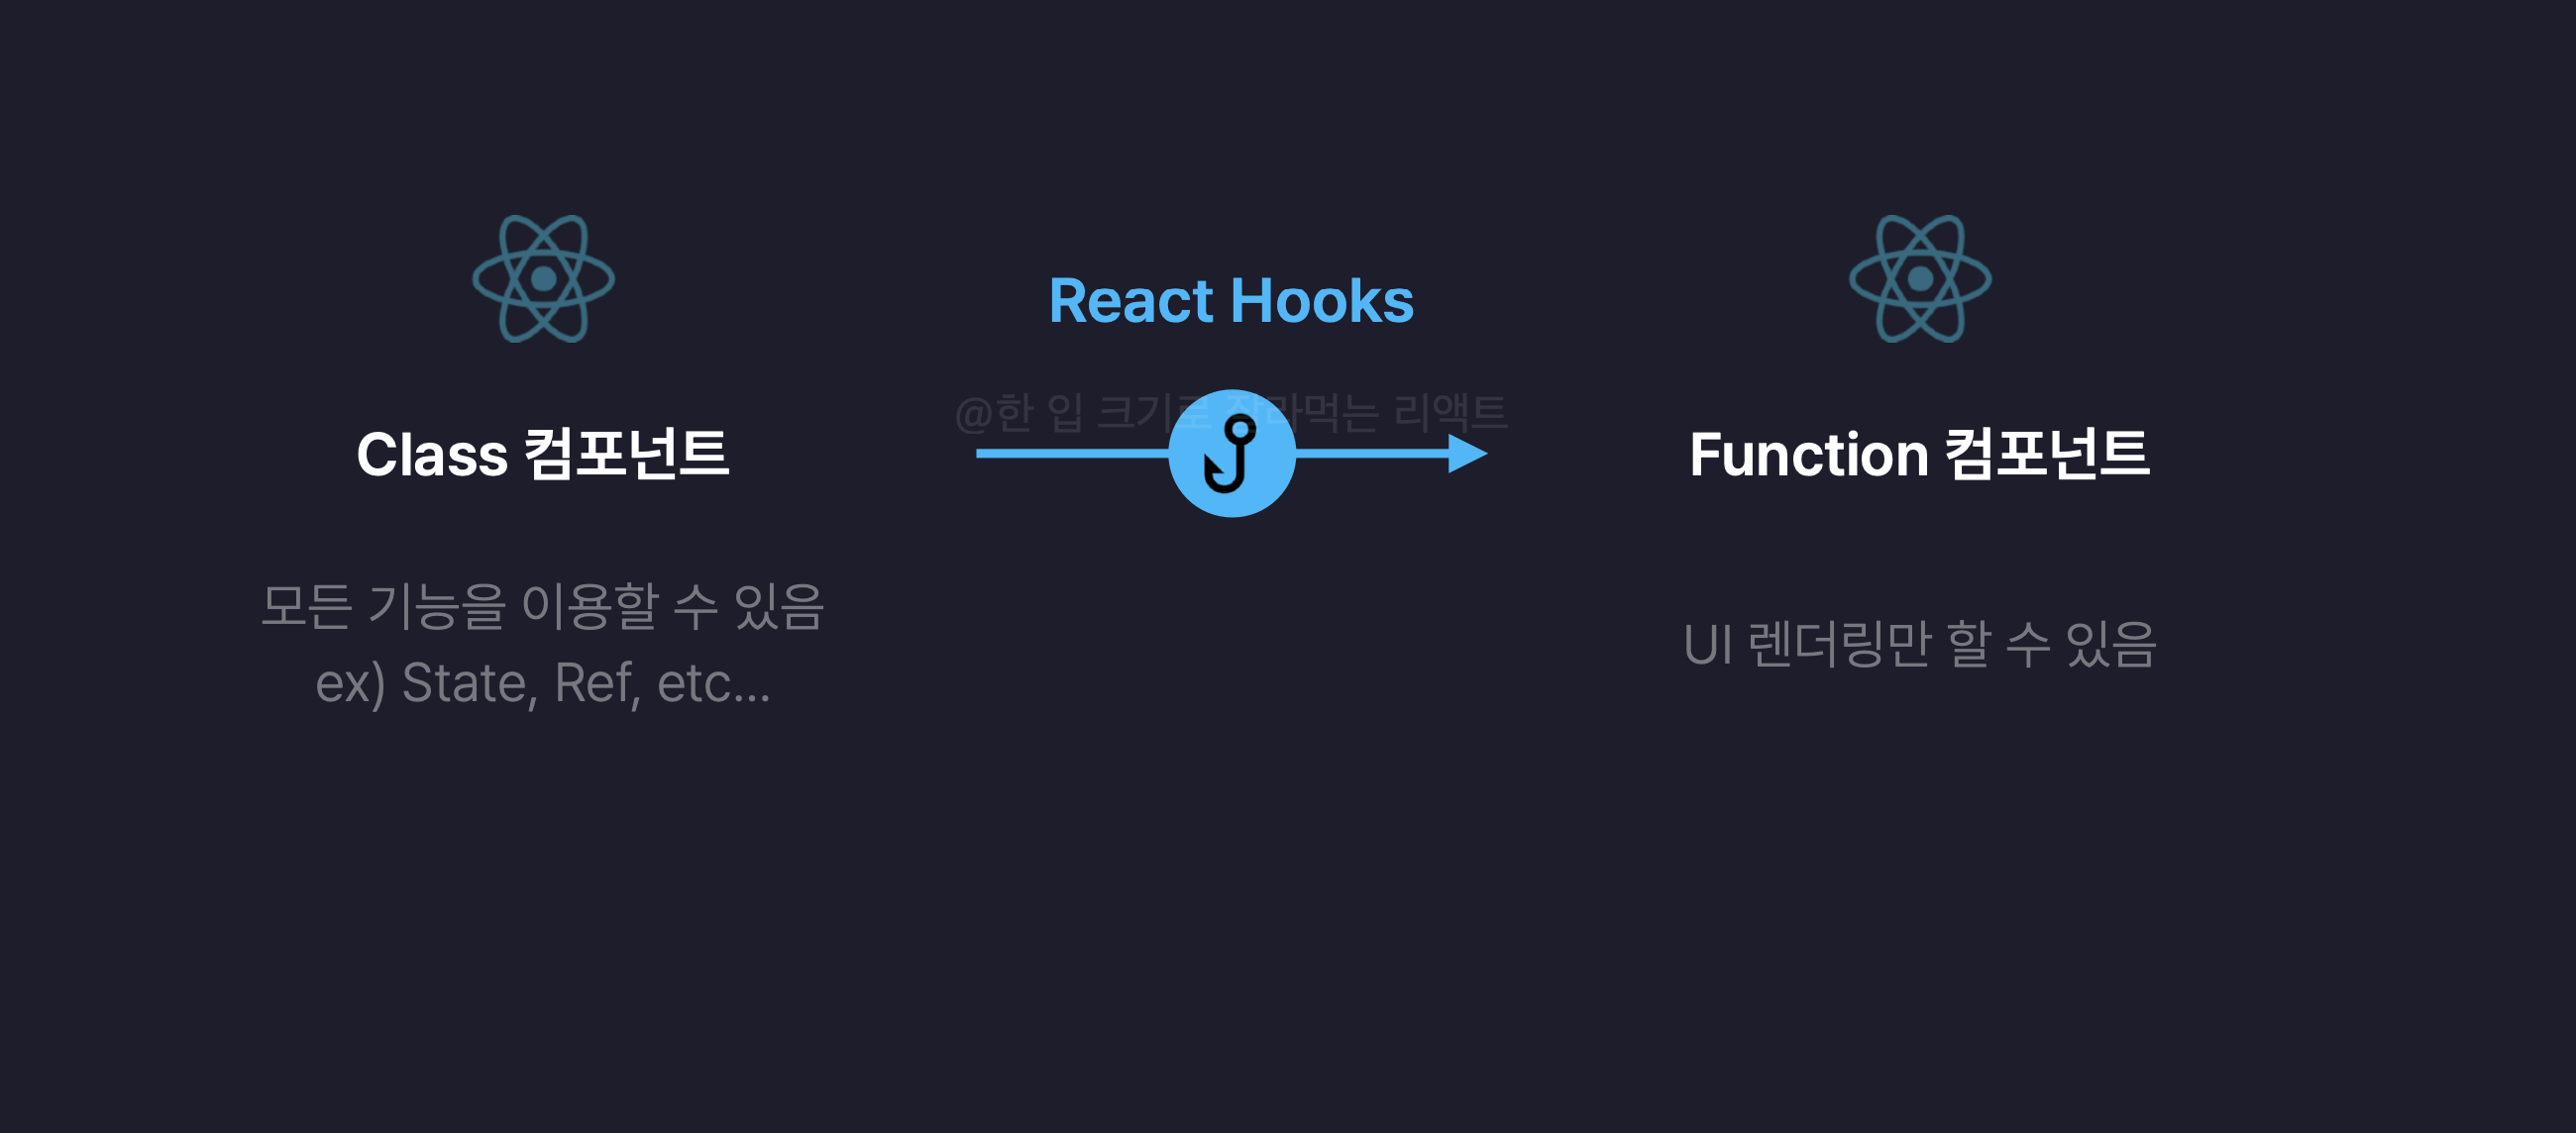 React Hooks
@한 입 크기로 잘라먹는 리액트
Class 컴포넌트
Function 컴포넌트
모든 기능을 이용할 수 있음
ex) State, Ref, etc...
UI 렌더링만 할 수 있음